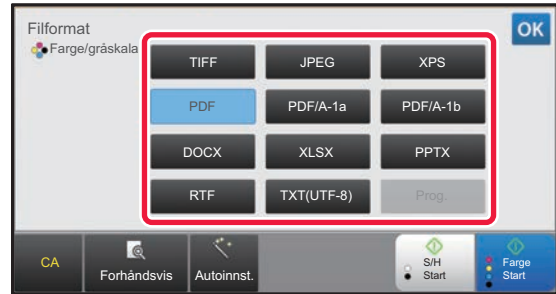 Filformat
OK
Farge/gråskala
TIFF JPEG XPS
PDF PDF/A-1a PDF/A-1b
DOCX XLSX PPTX
RTF TXT(UTF-8) Prog.
CA
Forhåndsvis
Autoinnst.
S/H
Start
Farge
Start